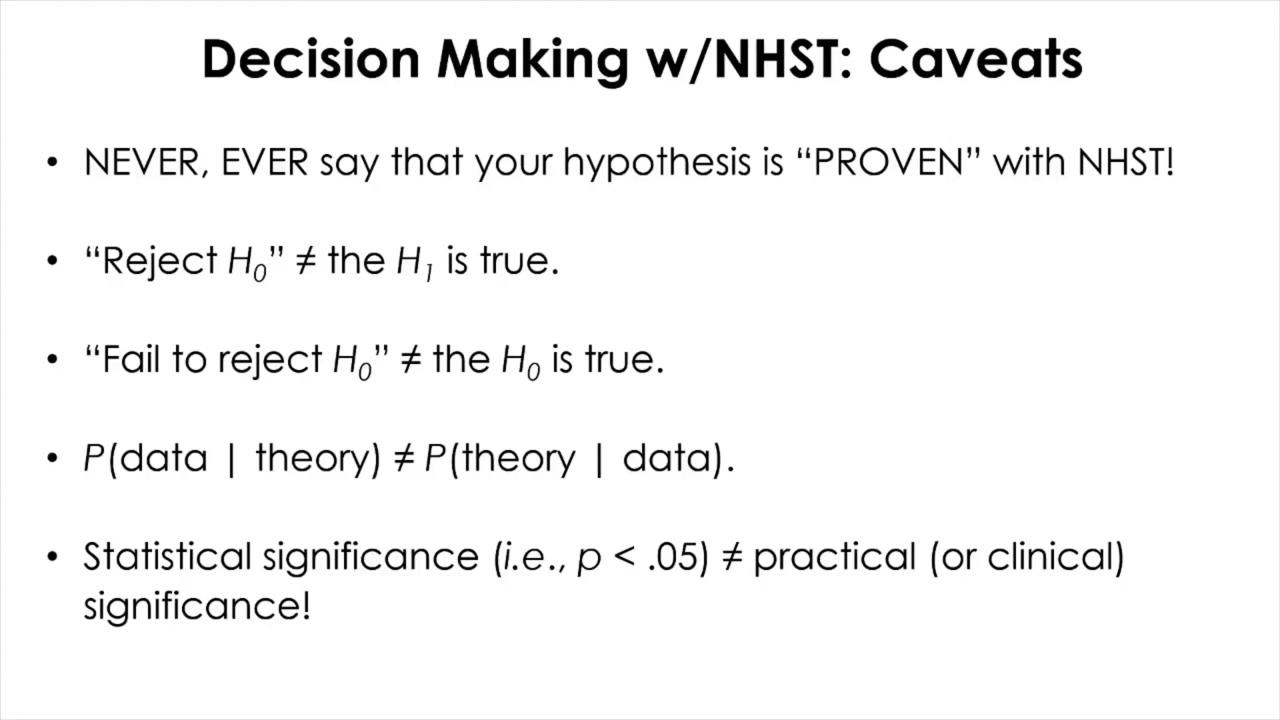 Decision Making w/NHST: Caveats
• NEVER, EVER say that your hypothesis is “PROVEN” with NHST!
• “Reject H₀” ≠ the H₁ is true.
• “Fail to reject H₀” ≠ the H₀ is true.
• P(data | theory) ≠ P(theory | data).
• Statistical significance (i.e., p < .05) ≠ practical (or clinical)
significance!